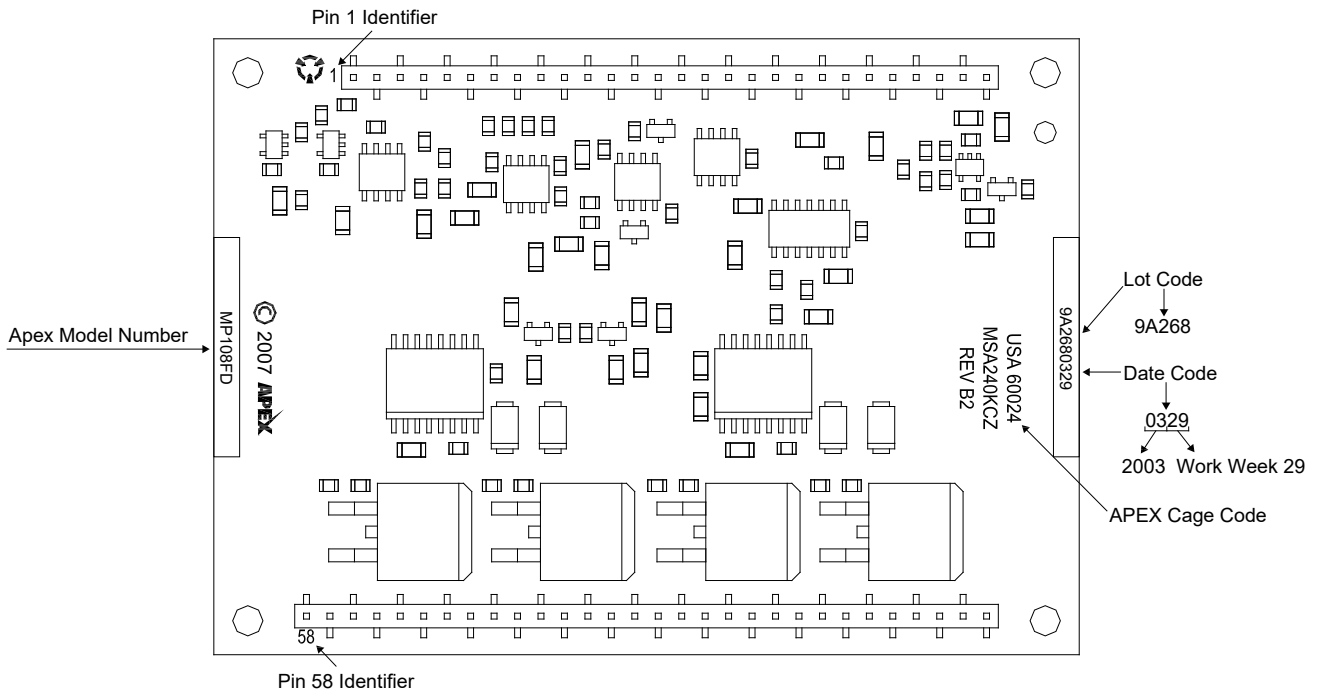 Pin 1 Identifier
1
Apex Model Number
MP108FD
© 2007 APEX
USA 60024
MSA240KCZ
REV B2
9A2680329
Lot Code
9A268
Date Code
0329
2003 Work Week 29
APEX Cage Code
58
Pin 58 Identifier